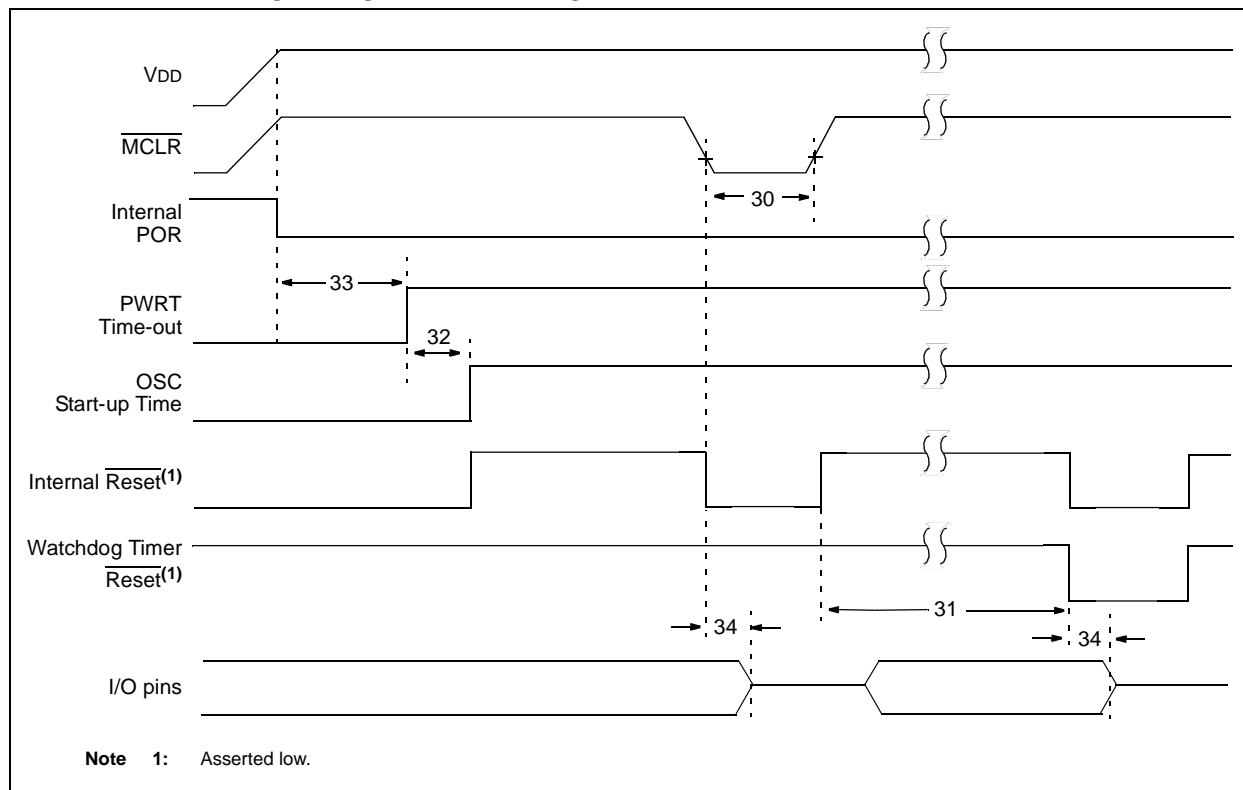 VDD
MCLR
30
Internal
POR
33
PWRT
Time-out
32
OSC
Start-up Time
Internal Reset(1)
Watchdog Timer
Reset(1)
31
34
34
I/O pins
Note 1: Asserted low.